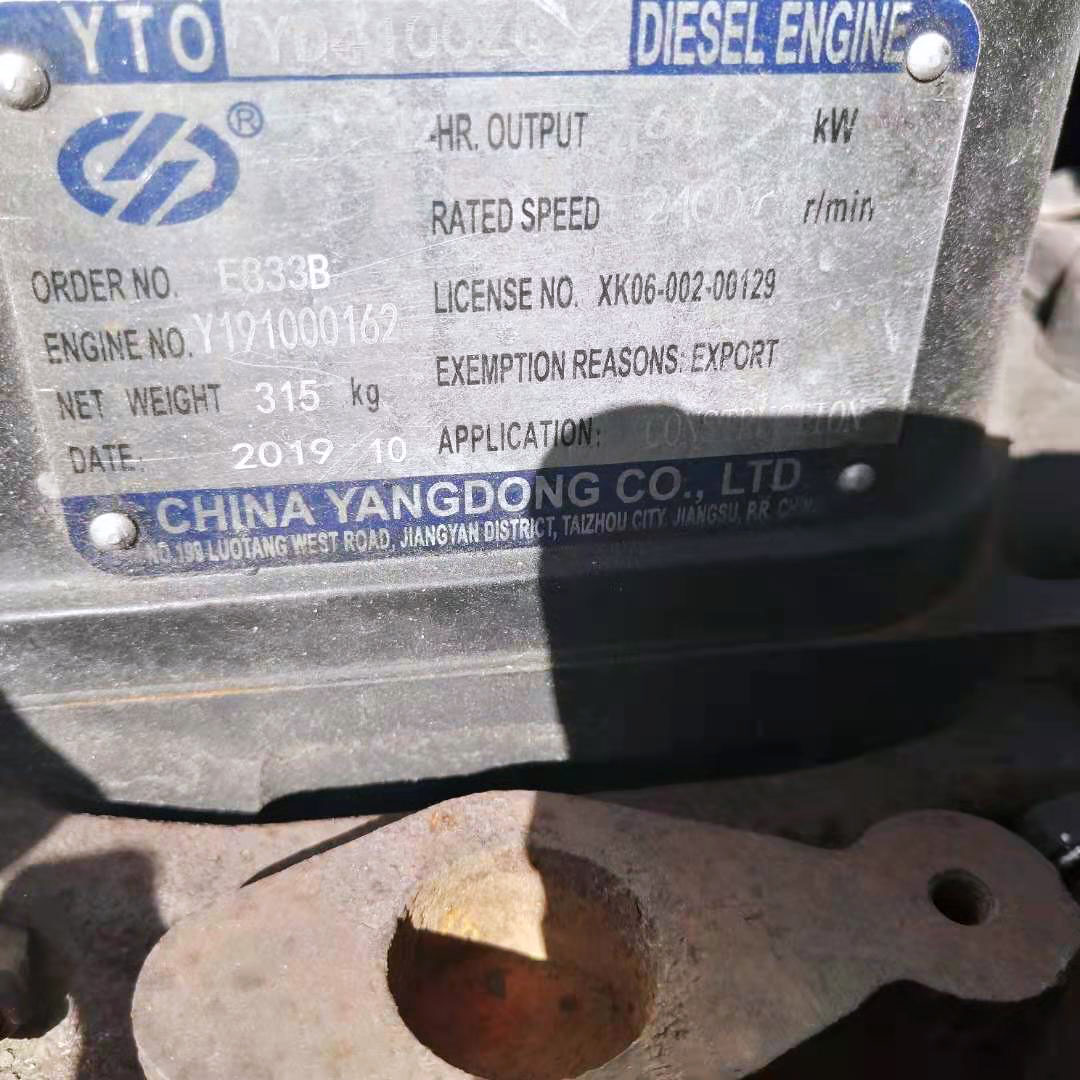 YTO DIESEL ENGINE
®
-HR. OUTPUT kW
RATED SPEED r/min
ORDER NO. E833B
LICENSE NO. XK06-002-00129
ENGINE NO. Y191000162
EXEMPTION REASONS: EXPORT
NET WEIGHT 315 kg
DATE: 2019 10
APPLICATION:
CHINA YANGDONG CO., LTD
NO.199 LUOTANG WEST ROAD, JIANGYAN DISTRICT, TAIZHOU CITY JIANGSU, P.R.